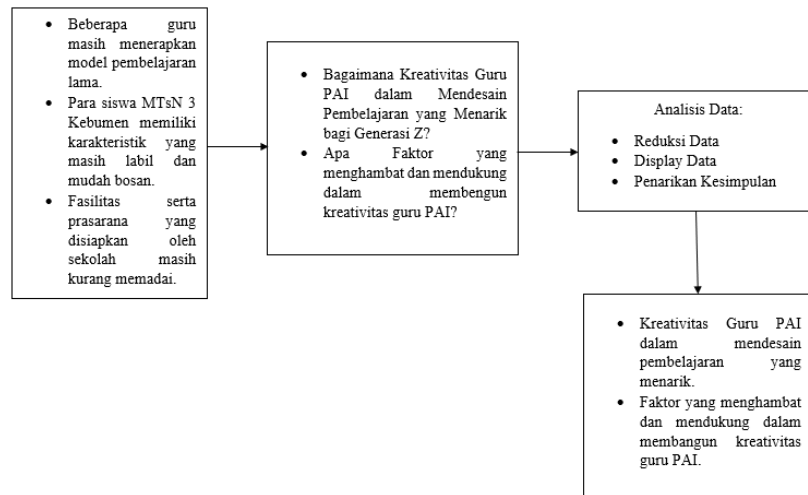 • Beberapa guru
masih menerapkan
model pembelajaran
lama.
• Para siswa MTsN 3
Kebumen memiliki
karakteristik yang
masih labil dan
mudah bosan.
• Fasilitas serta
prasarana yang
disiapkan oleh
sekolah masih
kurang memadai.
• Bagaimana Kreativitas Guru
PAI dalam Mendesain
Pembelajaran yang Menarik
bagi Generasi Z?
• Apa Faktor yang
menghambat dan mendukung
dalam membengun
kreativitas guru PAI?
Analisis Data:
• Reduksi Data
• Display Data
• Penarikan Kesimpulan
• Kreativitas Guru PAI
dalam mendesain
pembelajaran yang
menarik.
• Faktor yang menghambat
dan mendukung dalam
membangun kreativitas
guru PAI.